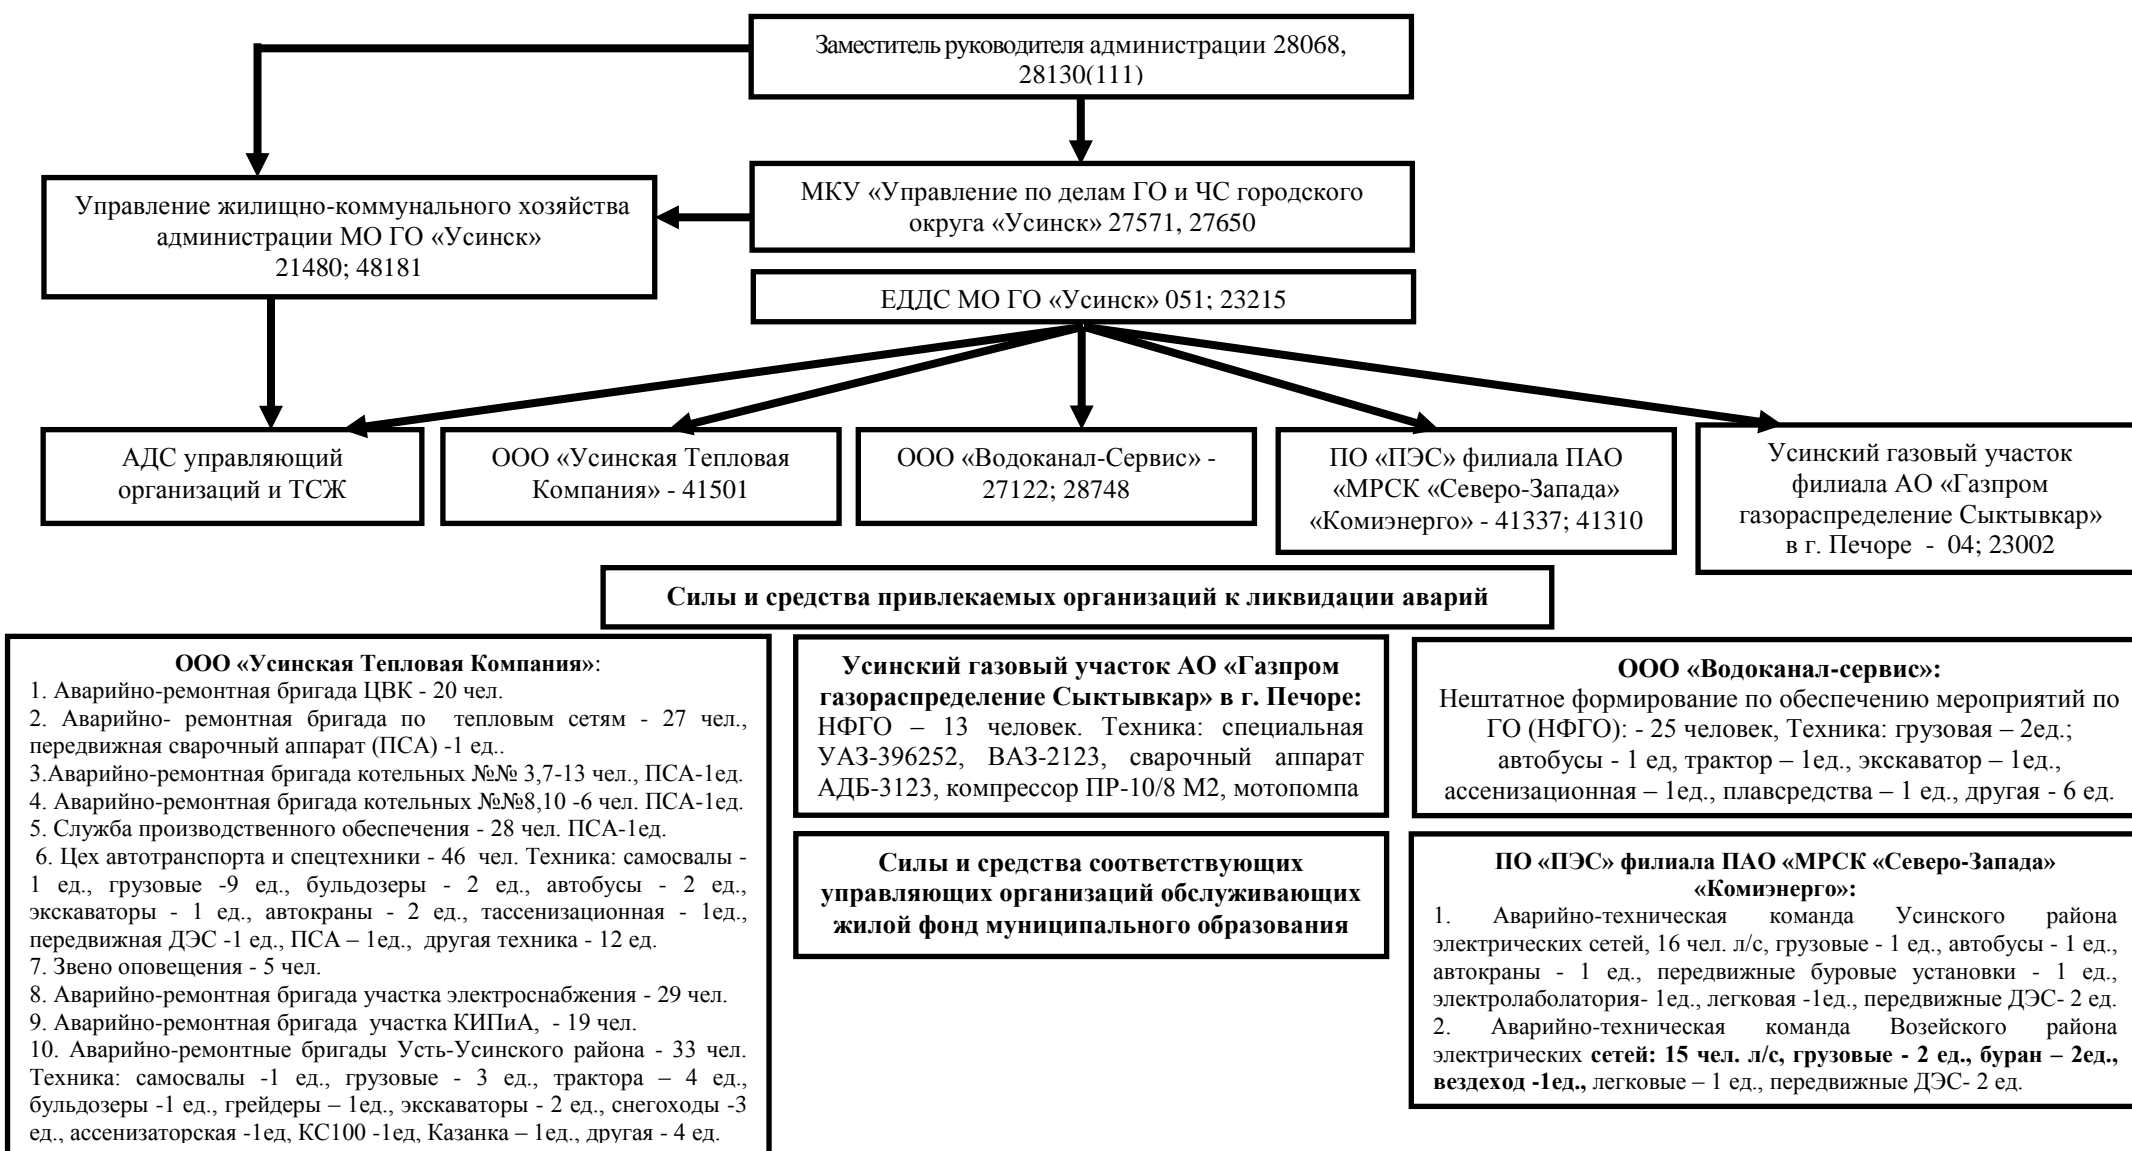 Заместитель руководителя администрации 28068,
28130(111)
Управление жилищно-коммунального хозяйства
администрации МО ГО «Усинск»
21480; 48181
МКУ «Управление по делам ГО и ЧС городского
округа «Усинск» 27571, 27650
ЕДДС МО ГО «Усинск» 051; 23215
АДС управляющий
организаций и ТСЖ
ООО «Усинская Тепловая
Компания» - 41501
ООО «Водоканал-Сервис» -
27122; 28748
ПО «ПЭС» филиала ПАО
«МРСК «Северо-Запада»
«Комиэнерго» - 41337; 41310
Усинский газовый участок
филиала АО «Газпром
газораспределение Сыктывкар»
в г. Печоре - 04; 23002
Силы и средства привлекаемых организаций к ликвидации аварий
ООО «Усинская Тепловая Компания»:
1. Аварийно-ремонтная бригада ЦВК - 20 чел.
2. Аварийно- ремонтная бригада по тепловым сетям - 27 чел.,
передвижная сварочный аппарат (ПСА) -1 ед..
3.Аварийно-ремонтная бригада котельных №№ 3,7-13 чел., ПСА-1ед.
4. Аварийно-ремонтная бригада котельных №№8,10 -6 чел. ПСА-1ед.
5. Служба производственного обеспечения - 28 чел. ПСА-1ед.
6. Цех автотранспорта и спецтехники - 46 чел. Техника: самосвалы -
1 ед., грузовые -9 ед., бульдозеры - 2 ед., автобусы - 2 ед.,
экскаваторы - 1 ед., автокраны - 2 ед., тассенизационная - 1ед.,
передвижная ДЭС -1 ед., ПСА – 1ед., другая техника - 12 ед.
7. Звено оповещения - 5 чел.
8. Аварийно-ремонтная бригада участка электроснабжения - 29 чел.
9. Аварийно-ремонтная бригада участка КИПиА, - 19 чел.
10. Аварийно-ремонтные бригады Усть-Усинского района - 33 чел.
Техника: самосвалы -1 ед., грузовые - 3 ед., трактора – 4 ед.,
бульдозеры -1 ед., грейдеры – 1ед., экскаваторы - 2 ед., снегоходы -3
ед., ассенизаторская -1ед, КС100 -1ед, Казанка – 1ед., другая - 4 ед.
Усинский газовый участок АО «Газпром
газораспределение Сыктывкар» в г. Печоре:
НФГО – 13 человек. Техника: специальная
УАЗ-396252, ВАЗ-2123, сварочный аппарат
АДБ-3123, компрессор ПР-10/8 М2, мотопомпа
Силы и средства соответствующих
управляющих организаций обслуживающих
жилой фонд муниципального образования
ООО «Водоканал-сервис»:
Нештатное формирование по обеспечению мероприятий по
ГО (НФГО): - 25 человек, Техника: грузовая – 2ед.;
автобусы - 1 ед, трактор – 1ед., экскаватор – 1ед.,
ассенизационная – 1ед., плавсредства – 1 ед., другая - 6 ед.
ПО «ПЭС» филиала ПАО «МРСК «Северо-Запада»
«Комиэнерго»:
1. Аварийно-техническая команда Усинского района
электрических сетей, 16 чел. л/с, грузовые - 1 ед., автобусы - 1 ед.,
автокраны - 1 ед., передвижные буровые установки - 1 ед.,
электролаболатория- 1ед., легковая -1ед., передвижные ДЭС- 2 ед.
2. Аварийно-техническая команда Возейского района
электрических сетей: 15 чел. л/с, грузовые - 2 ед., буран – 2ед.,
вездеход -1ед., легковые – 1 ед., передвижные ДЭС- 2 ед.